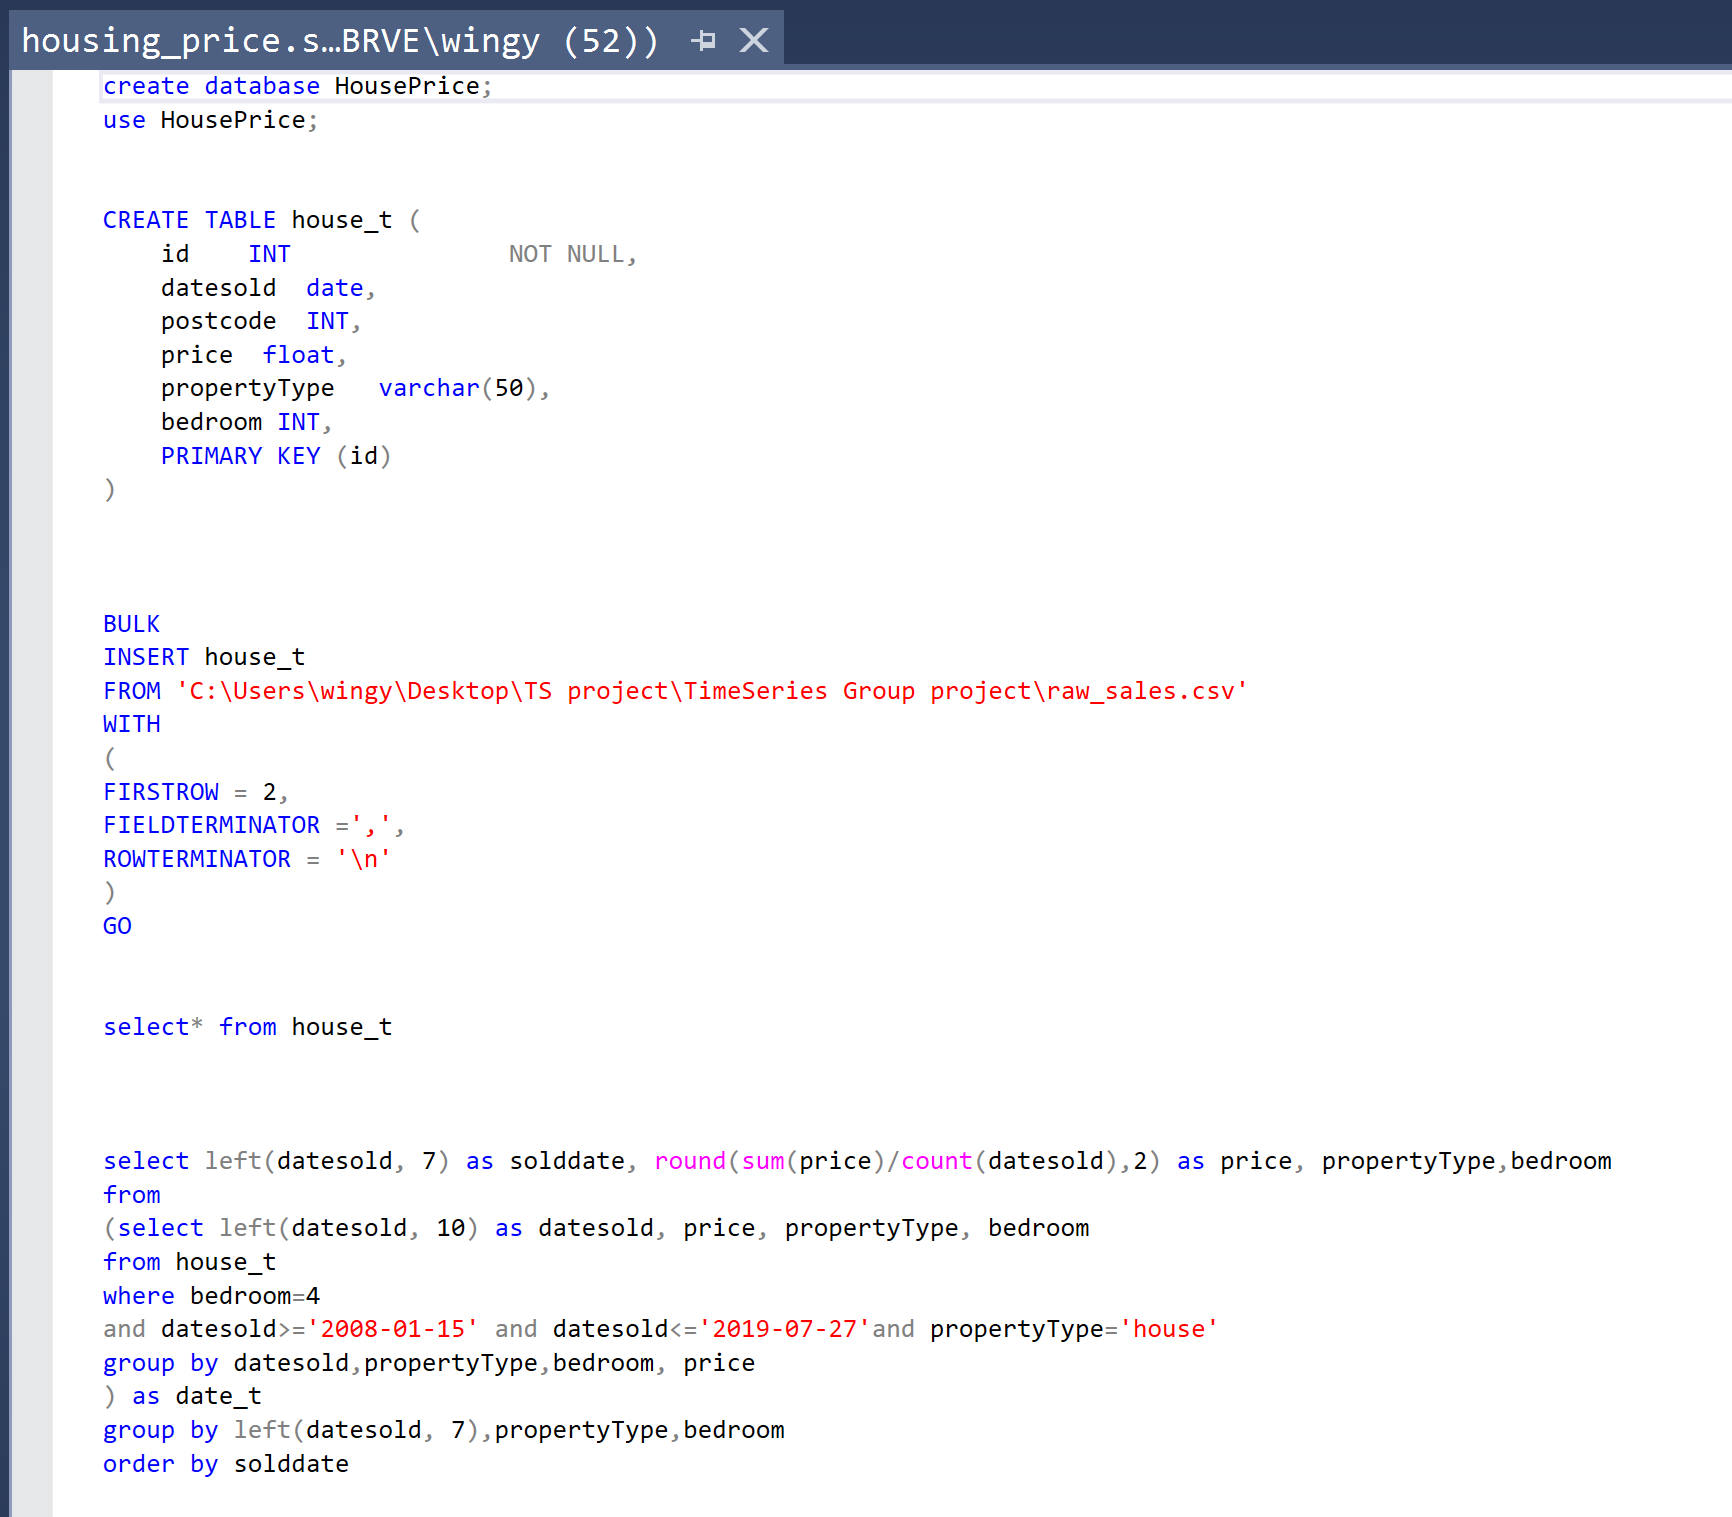 housing_price.s...BRVE\wingy (52))
create database HousePrice;
use HousePrice;
CREATE TABLE house_t (
    id    INT               NOT NULL,
    datesold  date,
    postcode  INT,
    price  float,
    propertyType   varchar(50),
    bedroom INT,
    PRIMARY KEY (id)
)
BULK
INSERT house_t
FROM 'C:\Users\wingy\Desktop\TS project\TimeSeries Group project\raw_sales.csv'
WITH
(
FIRSTROW = 2,
FIELDTERMINATOR =',',
ROWTERMINATOR = '\n'
)
GO
select* from house_t
select left(datesold, 7) as solddate, round(sum(price)/count(datesold),2) as price, propertyType,bedroom
from
(select left(datesold, 10) as datesold, price, propertyType, bedroom
from house_t
where bedroom=4
and datesold>='2008-01-15' and datesold<='2019-07-27'and propertyType='house'
group by datesold,propertyType,bedroom, price
) as date_t
group by left(datesold, 7),propertyType,bedroom
order by solddate